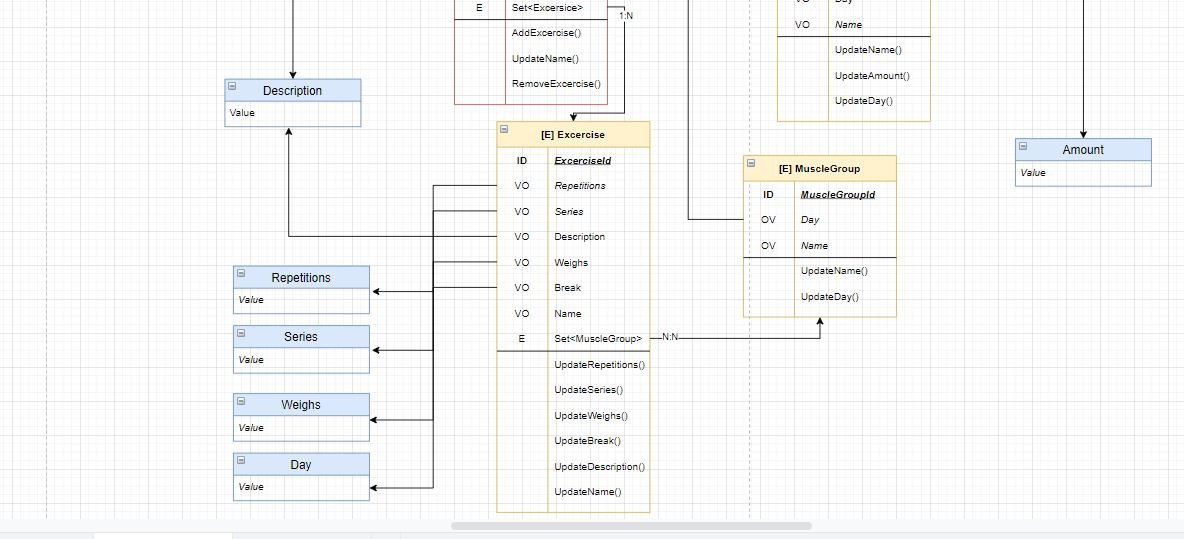 E Set<Excersice>
AddExcercise()
UpdateName()
RemoveExcercise()
1:N
VO Name
UpdateName()
UpdateAmount()
UpdateDay()
Description
Value
Amount
Value
[E] Excercise
ID ExcerciseId
VO Repetitions
VO Series
VO Description
VO Weighs
VO Break
VO Name
E Set<MuscleGroup>
UpdateRepetitions()
UpdateSeries()
UpdateWeighs()
UpdateBreak()
UpdateDescription()
UpdateName()
N:N
[E] MuscleGroup
ID MuscleGroupId
OV Day
OV Name
UpdateName()
UpdateDay()
Repetitions
Value
Series
Value
Weighs
Value
Day
Value